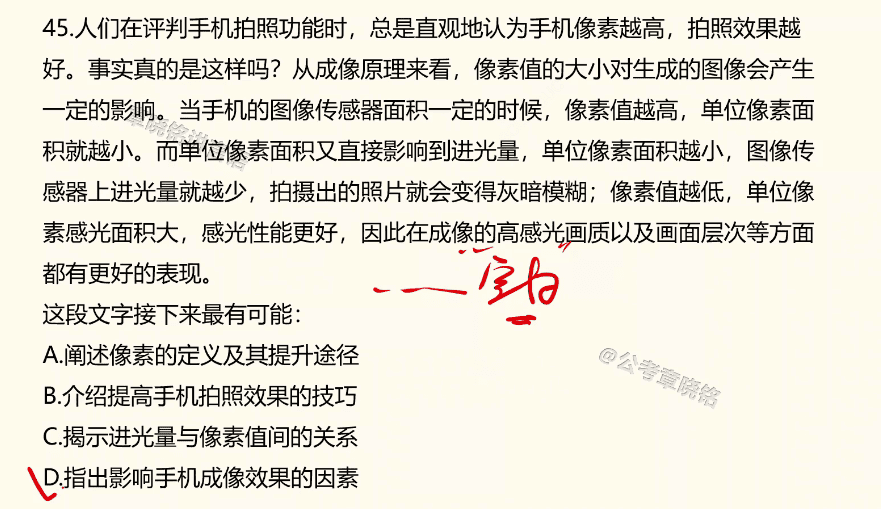 45.人们在评判手机拍照功能时，总是直观地认为手机像素越高，拍照效果越
好。事实真的是这样吗？从成像原理来看，像素值的大小对生成的图像会产生
一定的影响。当手机的图像传感器面积一定的时候，像素值越高，单位像素面
积就越小。而单位像素面积又直接影响到进光量，单位像素面积越小，图像传
感器上进光量就越少，拍摄出的照片就会变得灰暗模糊；像素值越低，单位像
素感光面积大，感光性能更好，因此在成像的高感光画质以及画面层次等方面
都有更好的表现。
这段文字接下来最有可能：
A.阐述像素的定义及其提升途径
@公考章晓铭
B.介绍提高手机拍照效果的技巧
C.揭示进光量与像素值间的关系
D.指出影响手机成像效果的因素